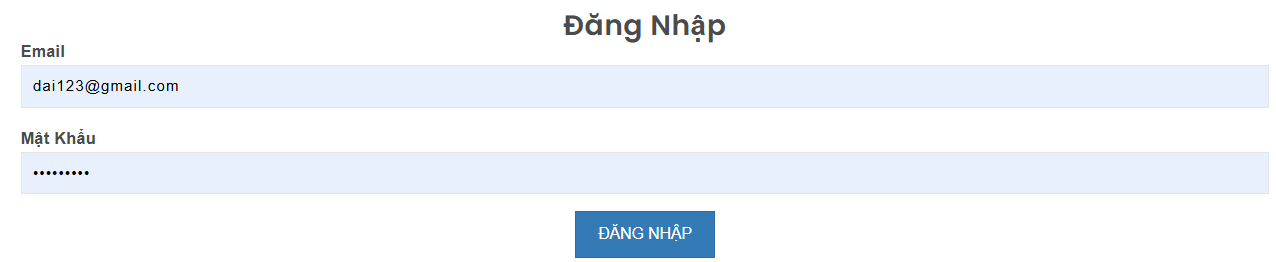 Đăng Nhập
Email
dai123@gmail.com
Mật Khẩu
•••••••••
ĐĂNG NHẬP